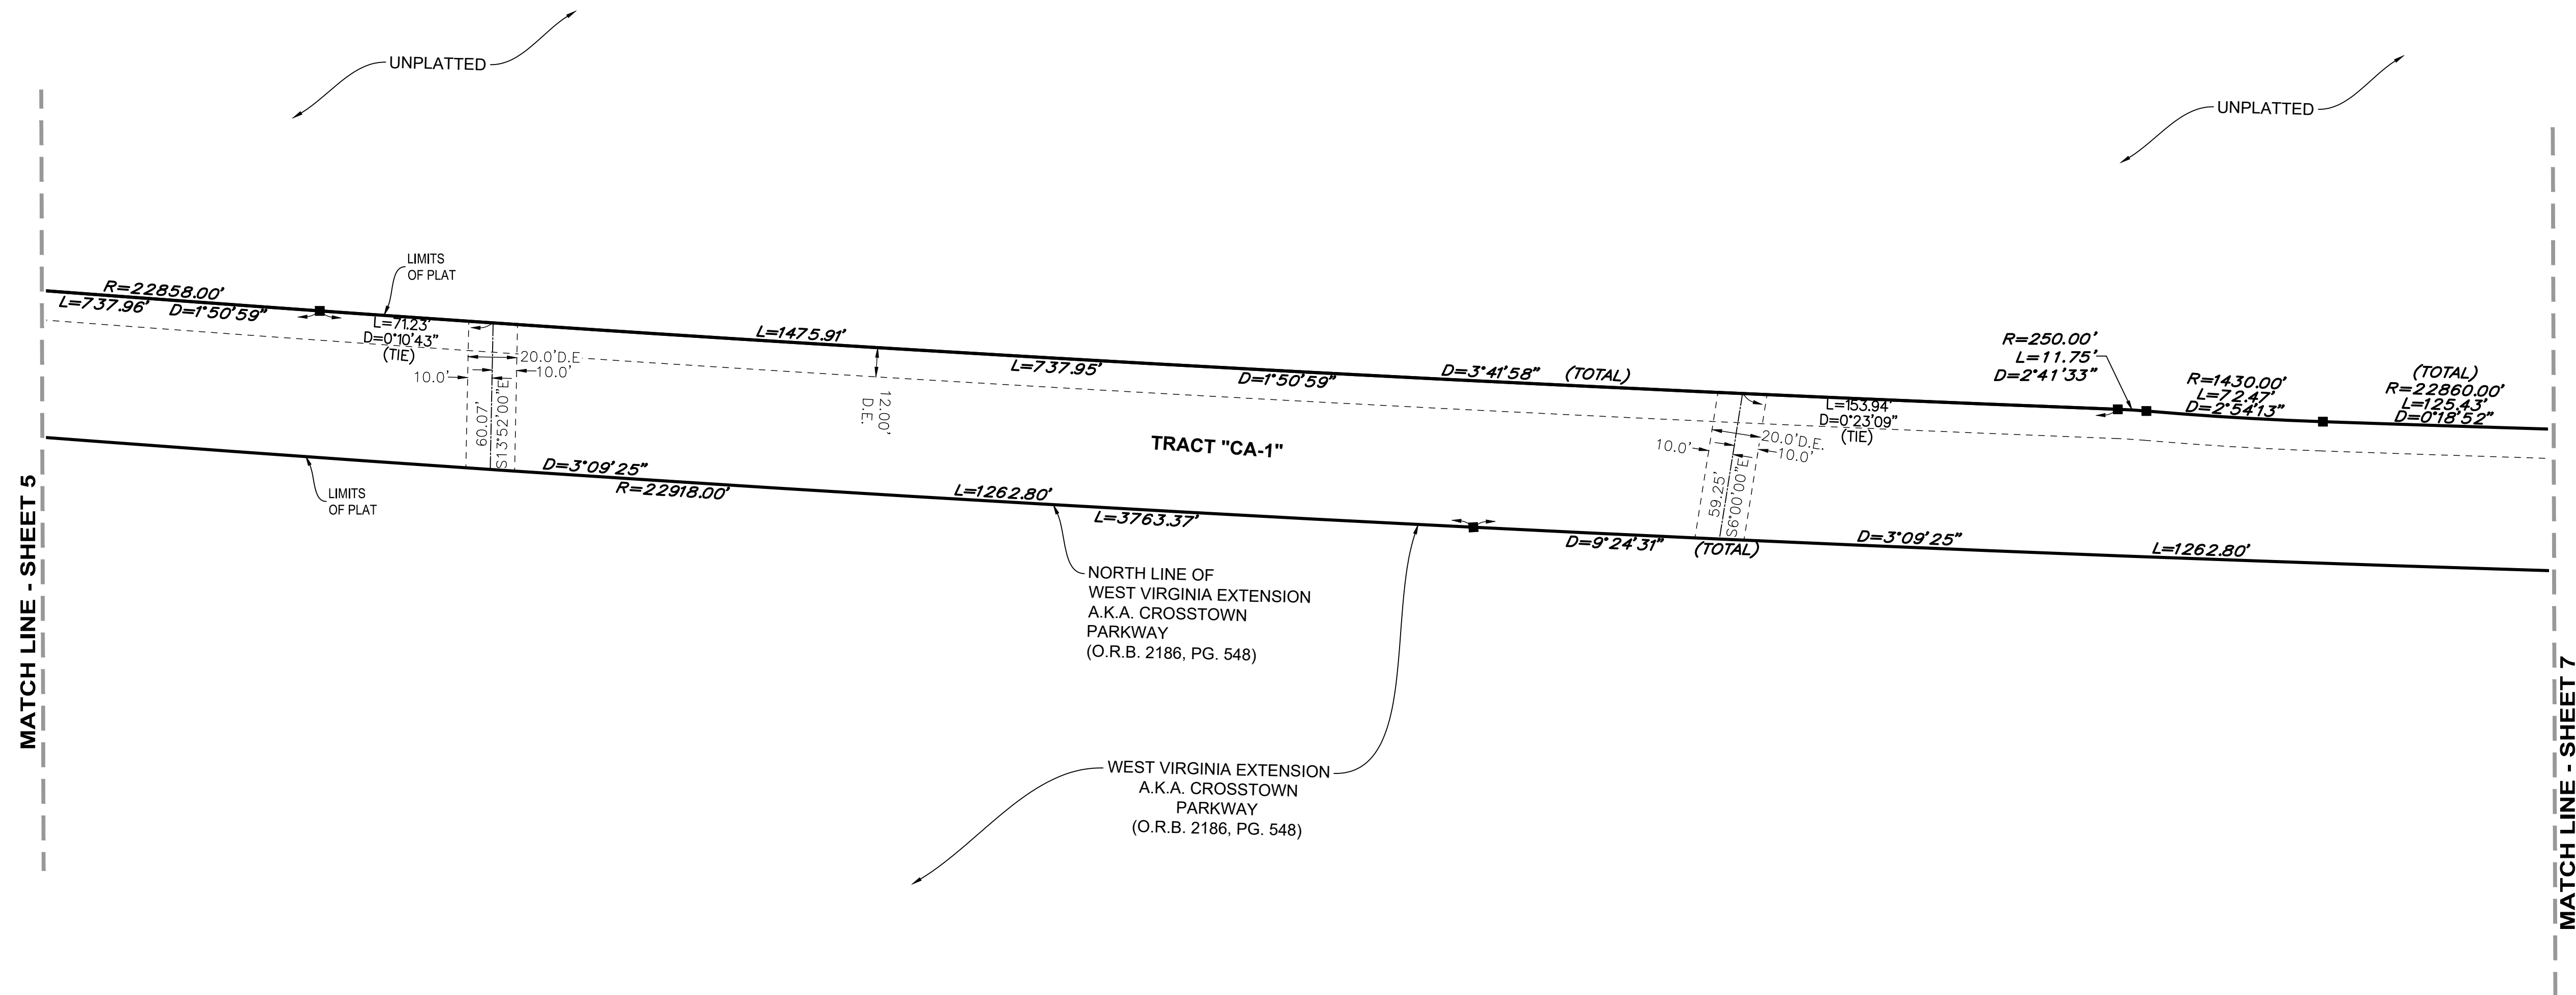 UNPLATTED
UNPLATTED
MATCH LINE - SHEET 5
R=22858.00'
L=737.96' D=1°50'59"
LIMITS
OF PLAT
L=71.23'
D=0°10'43"
(TIE)
20.0'D.E
10.0'
10.0'
60.07'
S13°52'00"E
L=1475.91'
12.00'
D.E.
L=737.95'
D=1°50'59"
D=3°41'58" (TOTAL)
TRACT "CA-1"
L=153.94'
D=0°23'09"
(TIE)
20.0'D.E.
10.0'
10.0'
59.25'
S6°00'00"E
R=250.00'
L=11.75'
D=2°41'33"
R=1430.00'
L=72.47'
D=2°54'13"
(TOTAL)
R=22860.00'
L=125.43'
D=0°18'52"
LIMITS
OF PLAT
D=3°09'25"
R=22918.00'
L=1262.80'
L=3763.37'
D=9°24'31" (TOTAL)
D=3°09'25"
L=1262.80'
NORTH LINE OF
WEST VIRGINIA EXTENSION
A.K.A. CROSSTOWN
PARKWAY
(O.R.B. 2186, PG. 548)
WEST VIRGINIA EXTENSION
A.K.A. CROSSTOWN
PARKWAY
(O.R.B. 2186, PG. 548)
MATCH LINE - SHEET 7